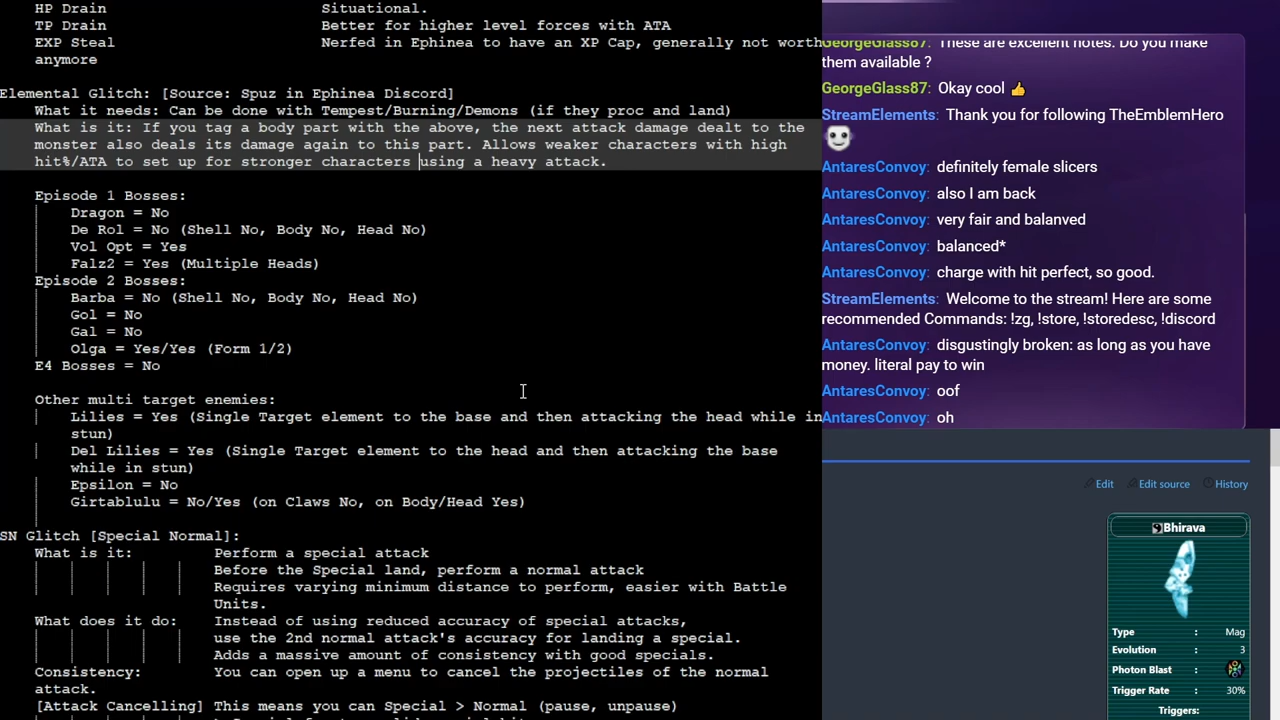 HP Drain Situational.
TP Drain Better for higher level forces with ATA
EXP Steal Nerfed in Ephinea to have an XP Cap, generally not worth
anymore
Elemental Glitch: [Source: Spuz in Ephinea Discord]
What it needs: Can be done with Tempest/Burning/Demons (if they proc and land)
What is it: If you tag a body part with the above, the next attack damage dealt to the
monster also deals its damage again to this part. Allows weaker characters with high
hit%/ATA to set up for stronger characters using a heavy attack.
Episode 1 Bosses:
Dragon = No
De Rol = No (Shell No, Body No, Head No)
Vol Opt = Yes
Falz2 = Yes (Multiple Heads)
Episode 2 Bosses:
Barba = No (Shell No, Body No, Head No)
Gol = No
Gal = No
Olga = Yes/Yes (Form 1/2)
E4 Bosses = No
Other multi target enemies:
Lilies = Yes (Single Target element to the base and then attacking the head while in
stun)
Del Lilies = Yes (Single Target element to the head and then attacking the base
while in stun)
Epsilon = No
Girtablulu = No/Yes (on Claws No, on Body/Head Yes)
SN Glitch [Special Normal]:
What is it: Perform a special attack
Before the Special land, perform a normal attack
Requires varying minimum distance to perform, easier with Battle
Units.
What does it do: Instead of using reduced accuracy of special attacks,
use the 2nd normal attack's accuracy for landing a special.
Adds a massive amount of consistency with good specials.
Consistency: You can open up a menu to cancel the projectiles of the normal
attack.
[Attack Cancelling] This means you can Special > Normal (pause, unpause)
GeorgeGlass87: These are excellent notes. Do you make
them available ?
GeorgeGlass87: Okay cool 👍
StreamElements: Thank you for following TheEmblemHero
AntaresConvoy: definitely female slicers
AntaresConvoy: also I am back
AntaresConvoy: very fair and balanved
AntaresConvoy: balanced*
AntaresConvoy: charge with hit perfect, so good.
StreamElements: Welcome to the stream! Here are some
recommended Commands: !zg, !store, !storedesc, !discord
AntaresConvoy: disgustingly broken: as long as you have
money. literal pay to win
AntaresConvoy: oof
AntaresConvoy: oh
Edit Edit source History
Bhirava
Type : Mag
Evolution : 3
Photon Blast :
Trigger Rate : 30%
Triggers: